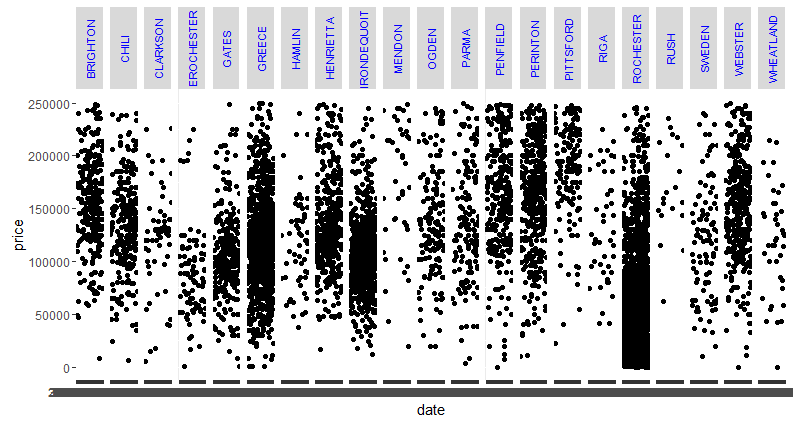 BRIGHTON
CHILI
CLARKSON
EROCHESTER
GATES
GREECE
HAMLIN
HENRIETTA
IRONDEQUOIT
MENDON
OGDEN
PARMA
PENFIELD
PERINTON
PITTSFORD
RIGA
ROCHESTER
RUSH
SWEDEN
WEBSTER
WHEATLAND
250000
200000
150000
100000
50000
0
price
date